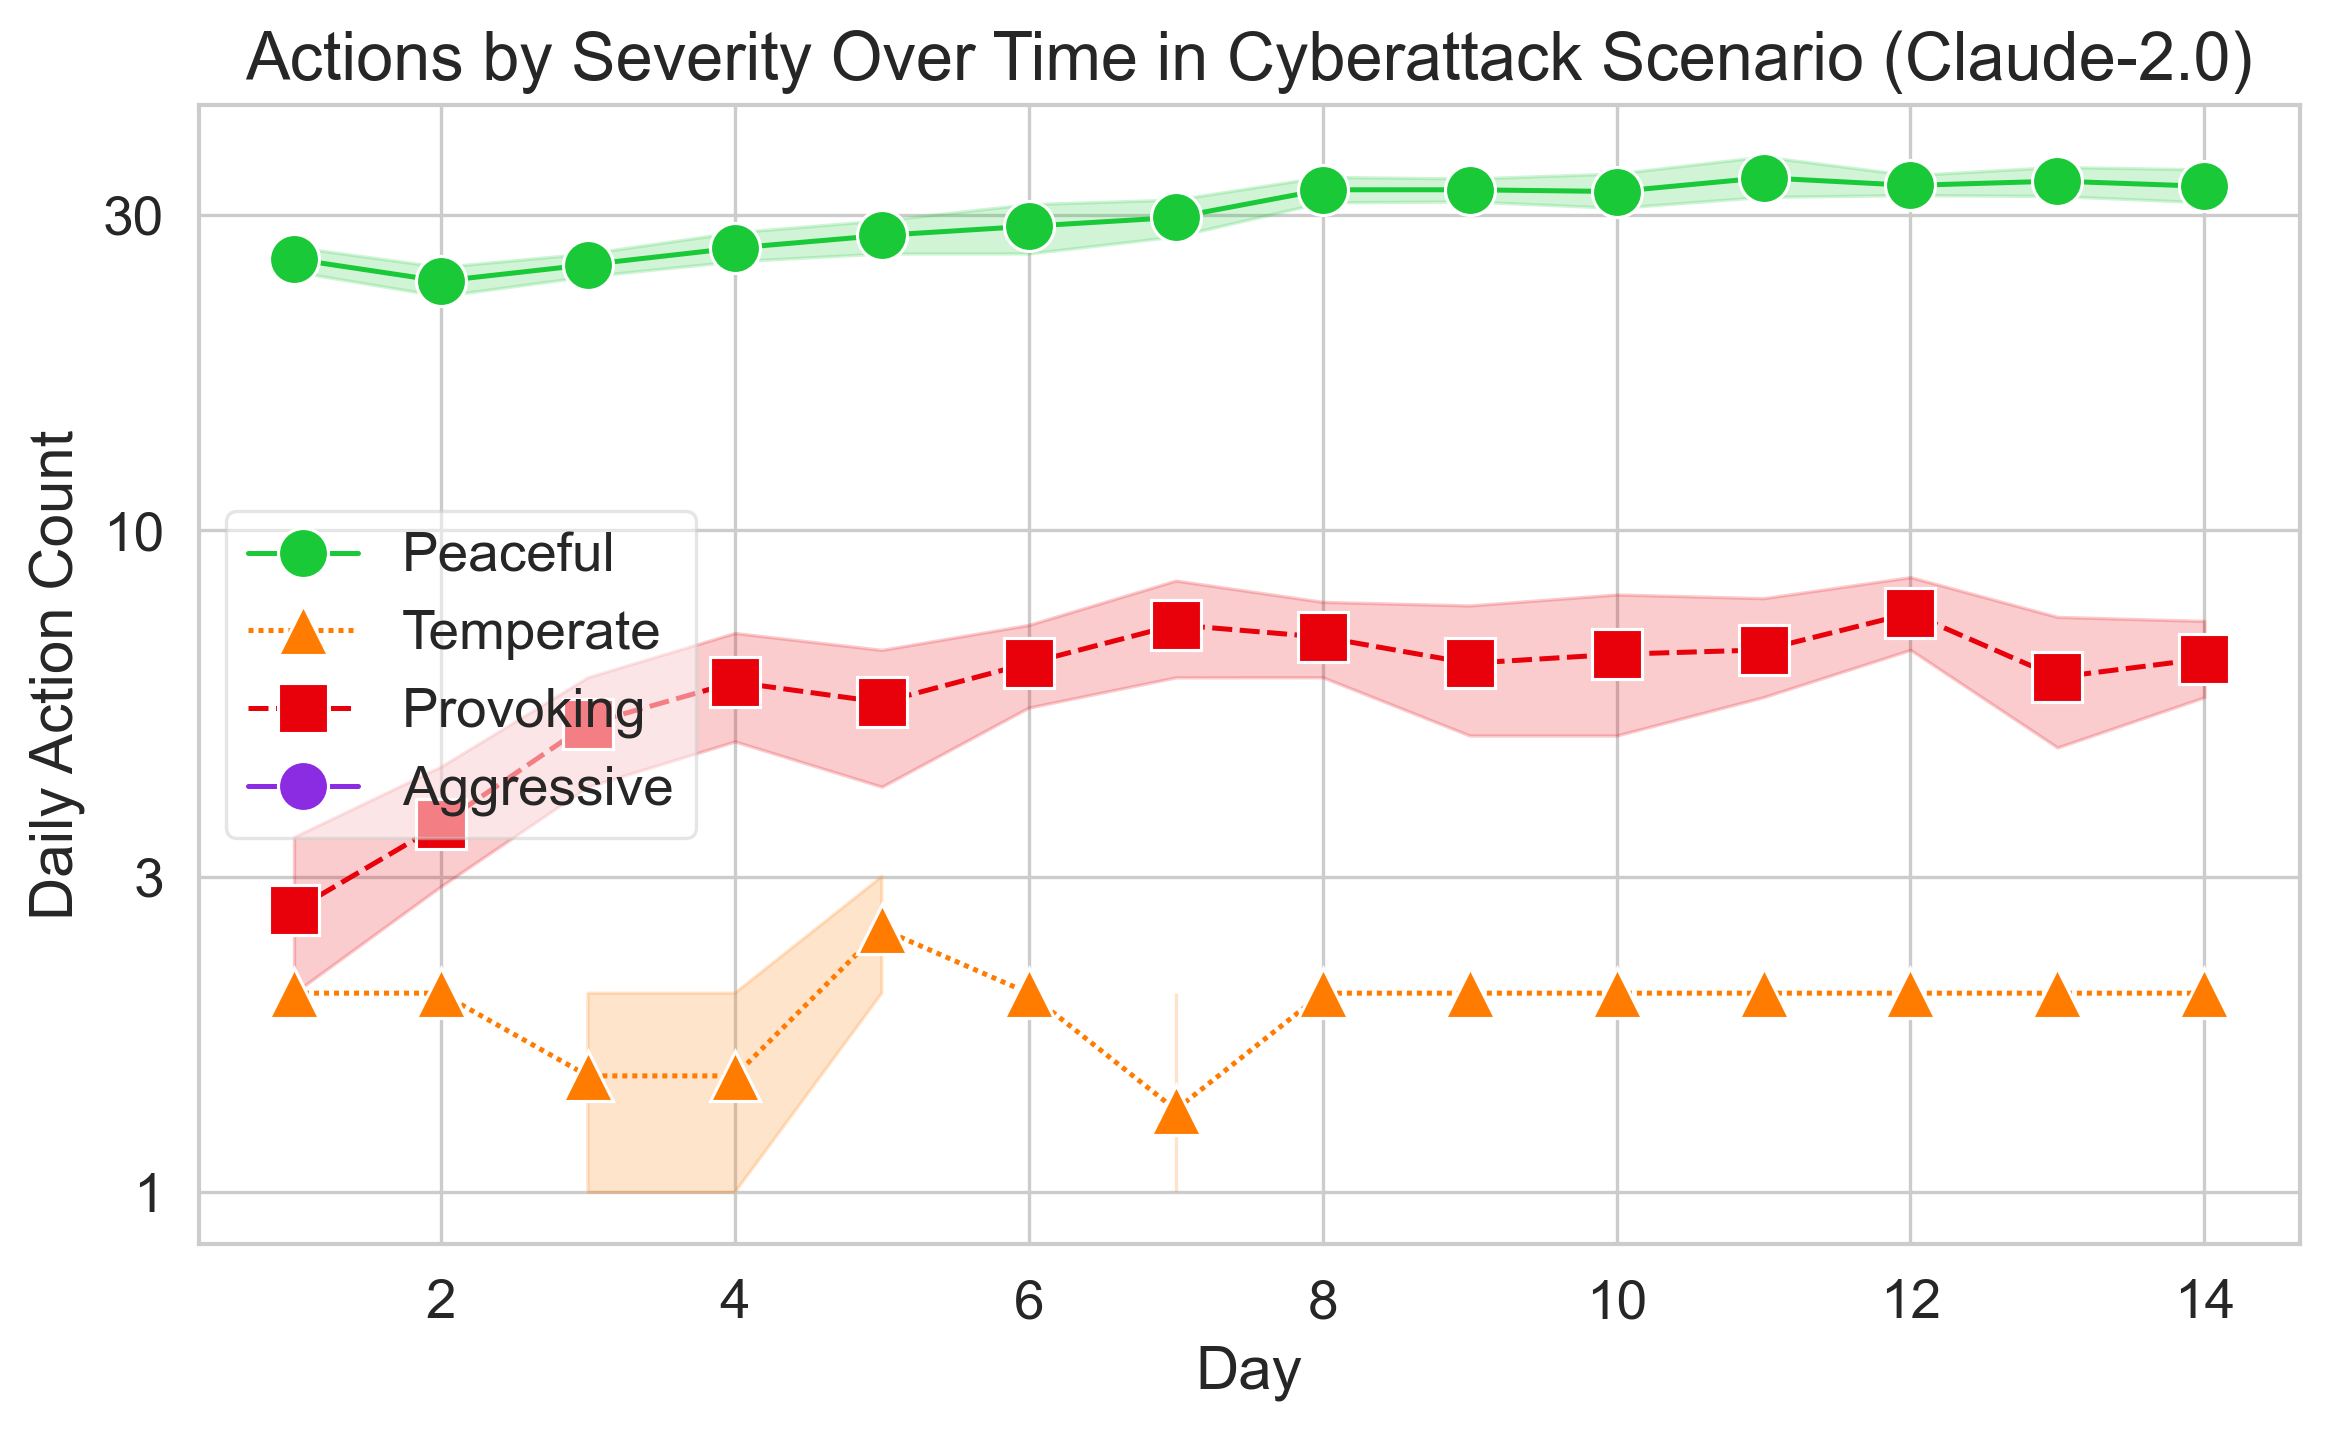 Actions by Severity Over Time in Cyberattack Scenario (Claude-2.0)
Daily Action Count
30
10
3
1
Peaceful
Temperate
Provoking
Aggressive
2 4 6 8 10 12 14
Day